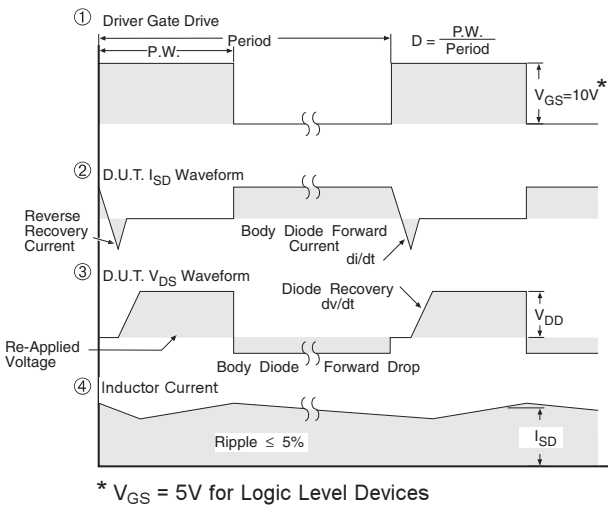 ① Driver Gate Drive
Period
P.W.
D = P.W. / Period
V_GS=10V *
② D.U.T. I_SD Waveform
Reverse
Recovery
Current
Body Diode Forward
Current
di/dt
③ D.U.T. V_DS Waveform
Diode Recovery
dv/dt
V_DD
Re-Applied
Voltage
Body Diode Forward Drop
④ Inductor Current
Ripple ≤ 5%
I_SD
* V_GS = 5V for Logic Level Devices